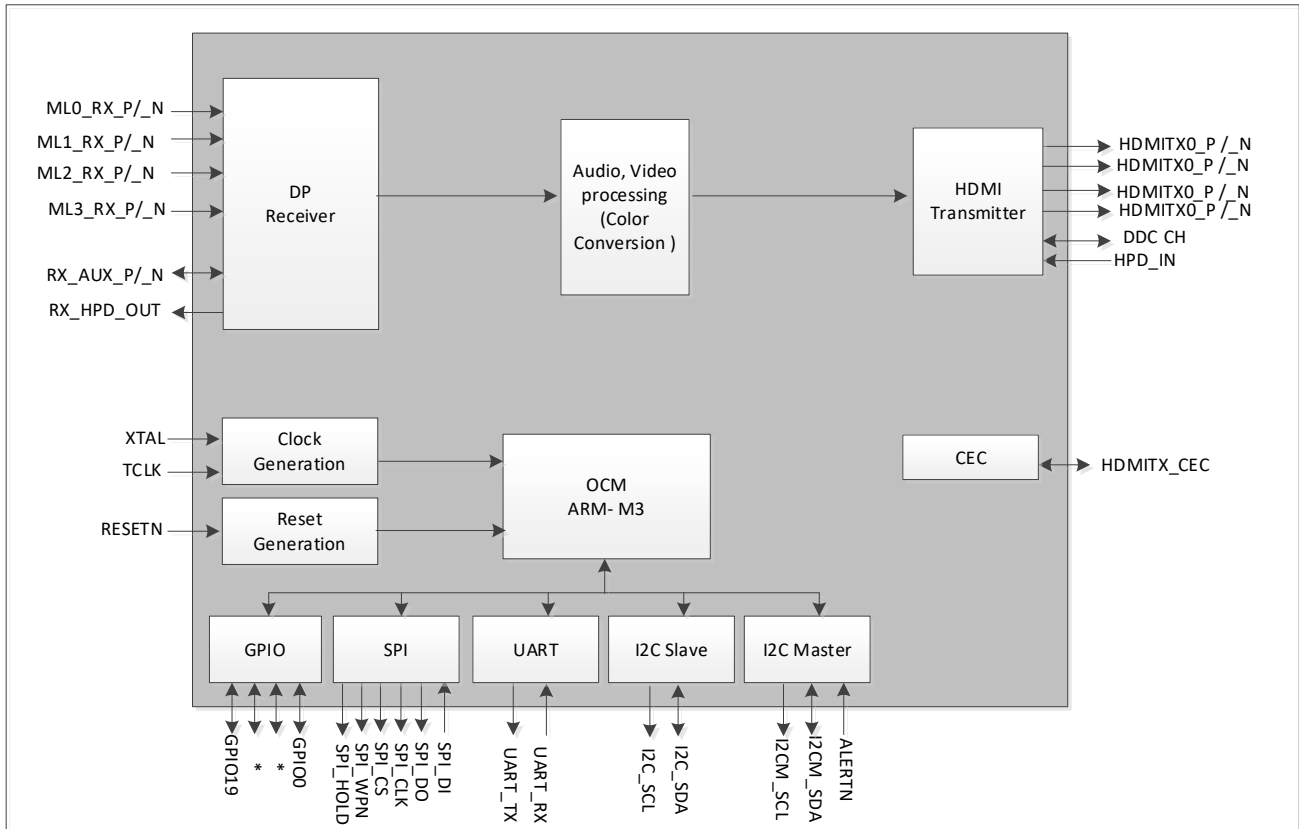 ML0_RX_P/_N
ML1_RX_P/_N
ML2_RX_P/_N
ML3_RX_P/_N
RX_AUX_P/_N
RX_HPD_OUT
DP
Receiver
Audio, Video
processing
(Color
Conversion )
HDMI
Transmitter
HDMITX0_P /_N
HDMITX0_P /_N
HDMITX0_P /_N
HDMITX0_P /_N
DDC CH
HPD_IN
XTAL
TCLK
RESETN
Clock
Generation
Reset
Generation
OCM
ARM- M3
CEC
HDMITX_CEC
GPIO
SPI
UART
I2C Slave
I2C Master
GPIO19
*
*
GPIO0
SPI_HOLD
SPI_WPN
SPI_CS
SPI_CLK
SPI_DO
SPI_DI
UART_TX
UART_RX
I2C_SCL
I2C_SDA
I2CM_SCL
I2CM_SDA
ALERTN